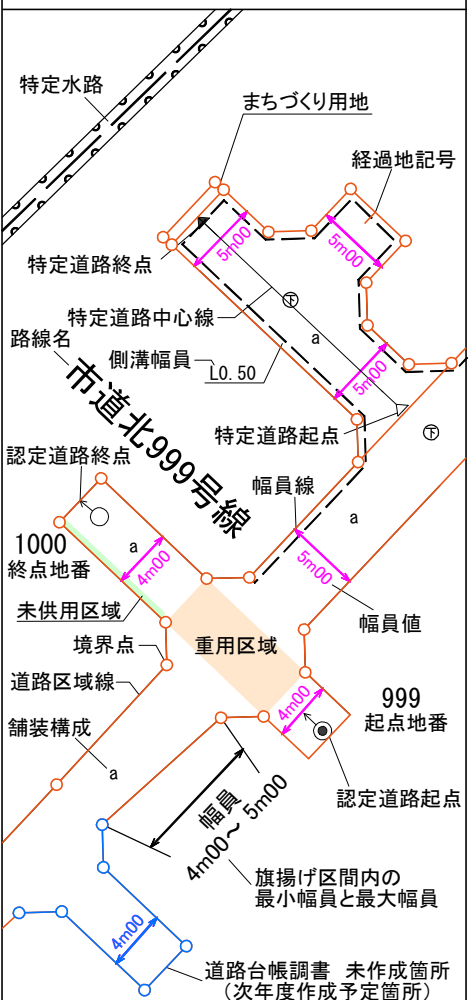 特定水路
まちづくり用地
経過地記号
5m00
5m00
特定道路終点
下
特定道路中心線
a
路線名
側溝幅員
L0.50
5m00
市道北999号線
特定道路起点
下
認定道路終点
幅員線
a
1000
終点地番
a
4m00
5m00
未供用区域
幅員値
境界点
重用区域
道路区域線
4m00
999
起点地番
舗装構成
a
認定道路起点
幅員
4m00～5m00
旗揚げ区間内の
最小幅員と最大幅員
4m00
道路台帳調書 未作成箇所
（次年度作成予定箇所）